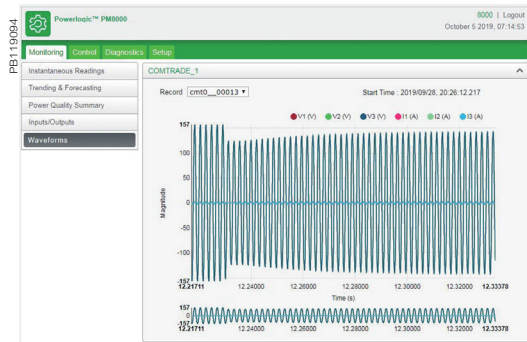 PB119094
Powerlogic™ PM8000
8000 | Logout
October 5 2019, 07:14:53
Monitoring Control Diagnostics Setup
Instantaneous Readings
Trending & Forecasting
Power Quality Summary
Inputs/Outputs
Waveforms
COMTRADE_1
Record cmt0__00013
Start Time : 2019/09/28, 20:26:12.217
V1 (V) V2 (V) V3 (V) I1 (A) I2 (A) I3 (A)
Magnitude
157
100
50
0
-50
-100
-157
12.21711 12.24000 12.26000 12.28000 12.30000 12.32000 12.33378
Time (s)
157
0
-157
12.21711 12.24000 12.26000 12.28000 12.30000 12.32000 12.33378